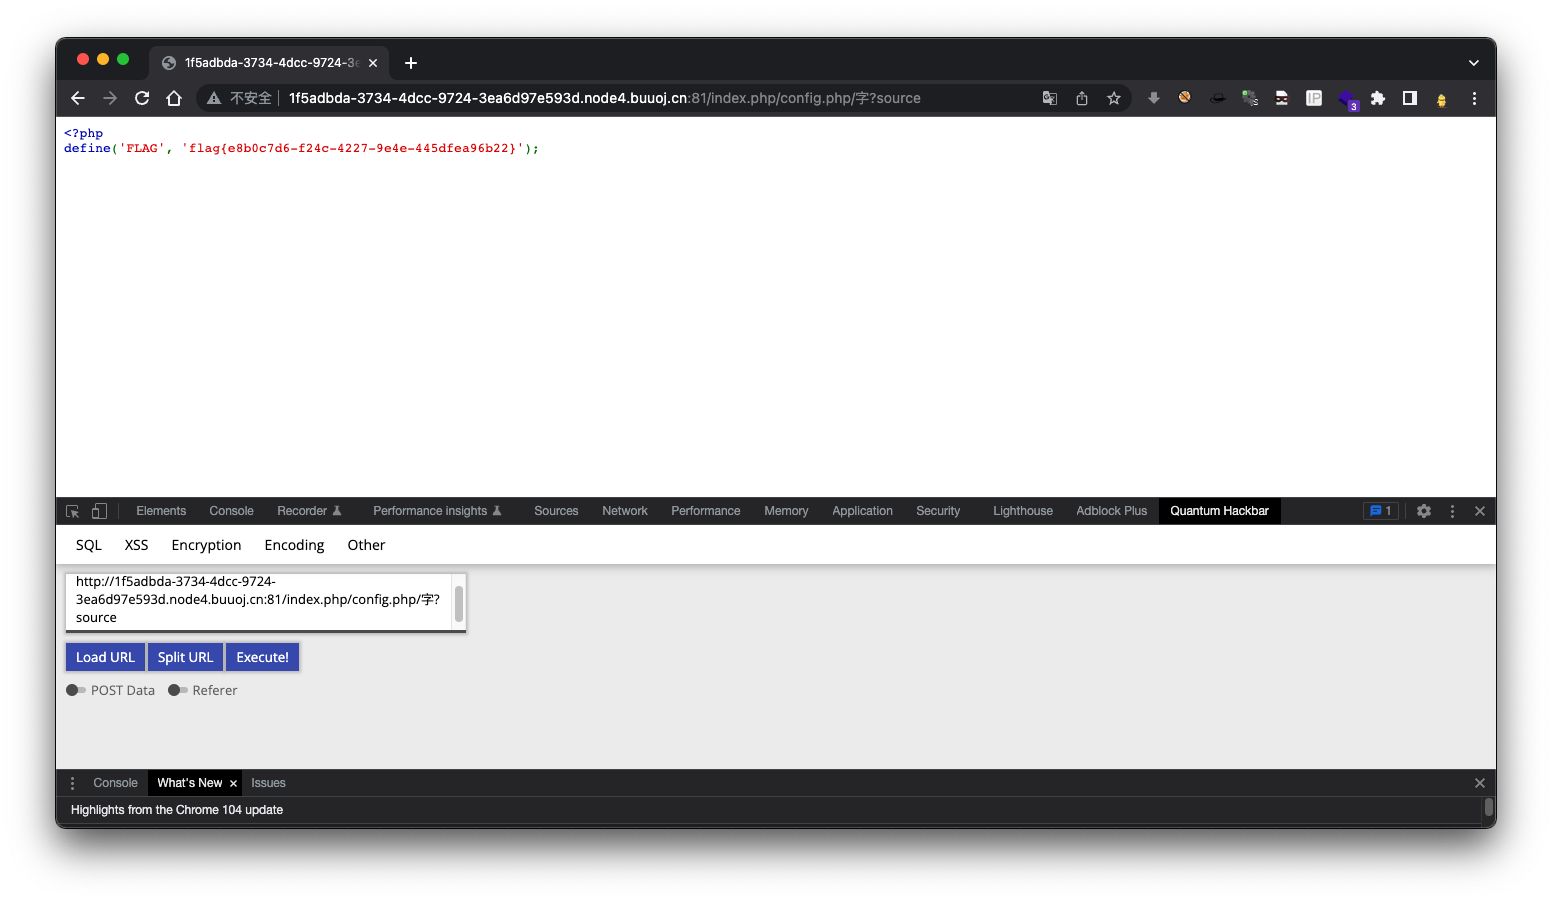 1f5adbda-3734-4dcc-9724-3e
不安全
1f5adbda-3734-4dcc-9724-3ea6d97e593d.node4.buuoj.cn:81/index.php/config.php/字?source
IP
3
<?php
define('FLAG', 'flag{e8b0c7d6-f24c-4227-9e4e-445dfea96b22}');
Elements Console Recorder Performance insights Sources Network Performance Memory Application Security Lighthouse Adblock Plus Quantum Hackbar 1
SQL XSS Encryption Encoding Other
http://1f5adbda-3734-4dcc-9724-
3ea6d97e593d.node4.buuoj.cn:81/index.php/config.php/字?
source
Load URL Split URL Execute!
POST Data Referer
Console What's New Issues
Highlights from the Chrome 104 update